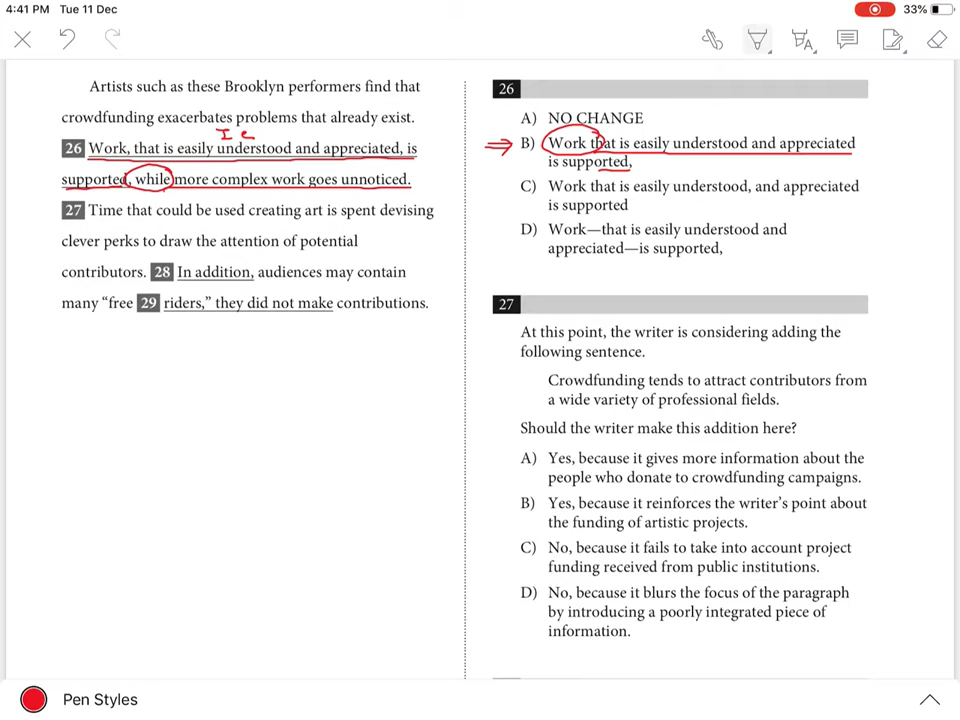 4:41 PM Tue 11 Dec
33%
Artists such as these Brooklyn performers find that
crowdfunding exacerbates problems that already exist.
I c
26 Work, that is easily understood and appreciated, is
supported, while more complex work goes unnoticed.
27 Time that could be used creating art is spent devising
clever perks to draw the attention of potential
contributors. 28 In addition, audiences may contain
many “free 29 riders,” they did not make contributions.
26
A) NO CHANGE
B) Work that is easily understood and appreciated
is supported,
C) Work that is easily understood, and appreciated
is supported
D) Work—that is easily understood and
appreciated—is supported,
27
At this point, the writer is considering adding the
following sentence.
Crowdfunding tends to attract contributors from
a wide variety of professional fields.
Should the writer make this addition here?
A) Yes, because it gives more information about the
people who donate to crowdfunding campaigns.
B) Yes, because it reinforces the writer’s point about
the funding of artistic projects.
C) No, because it fails to take into account project
funding received from public institutions.
D) No, because it blurs the focus of the paragraph
by introducing a poorly integrated piece of
information.
Pen Styles